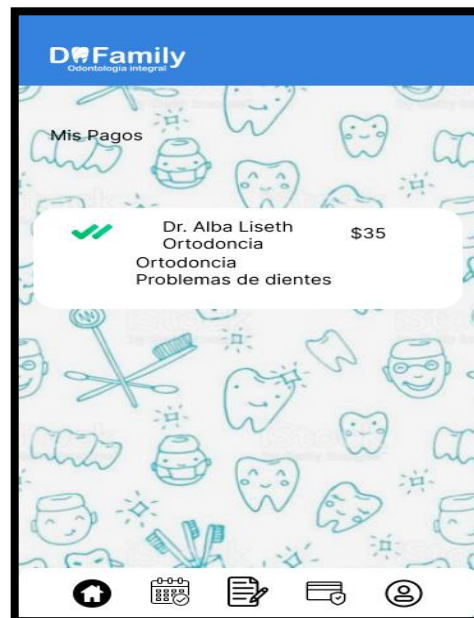 DFamily
Odontología integral
Mis Pagos
Dr. Alba Liseth
$35
Ortodoncia
Ortodoncia
Problemas de dientes